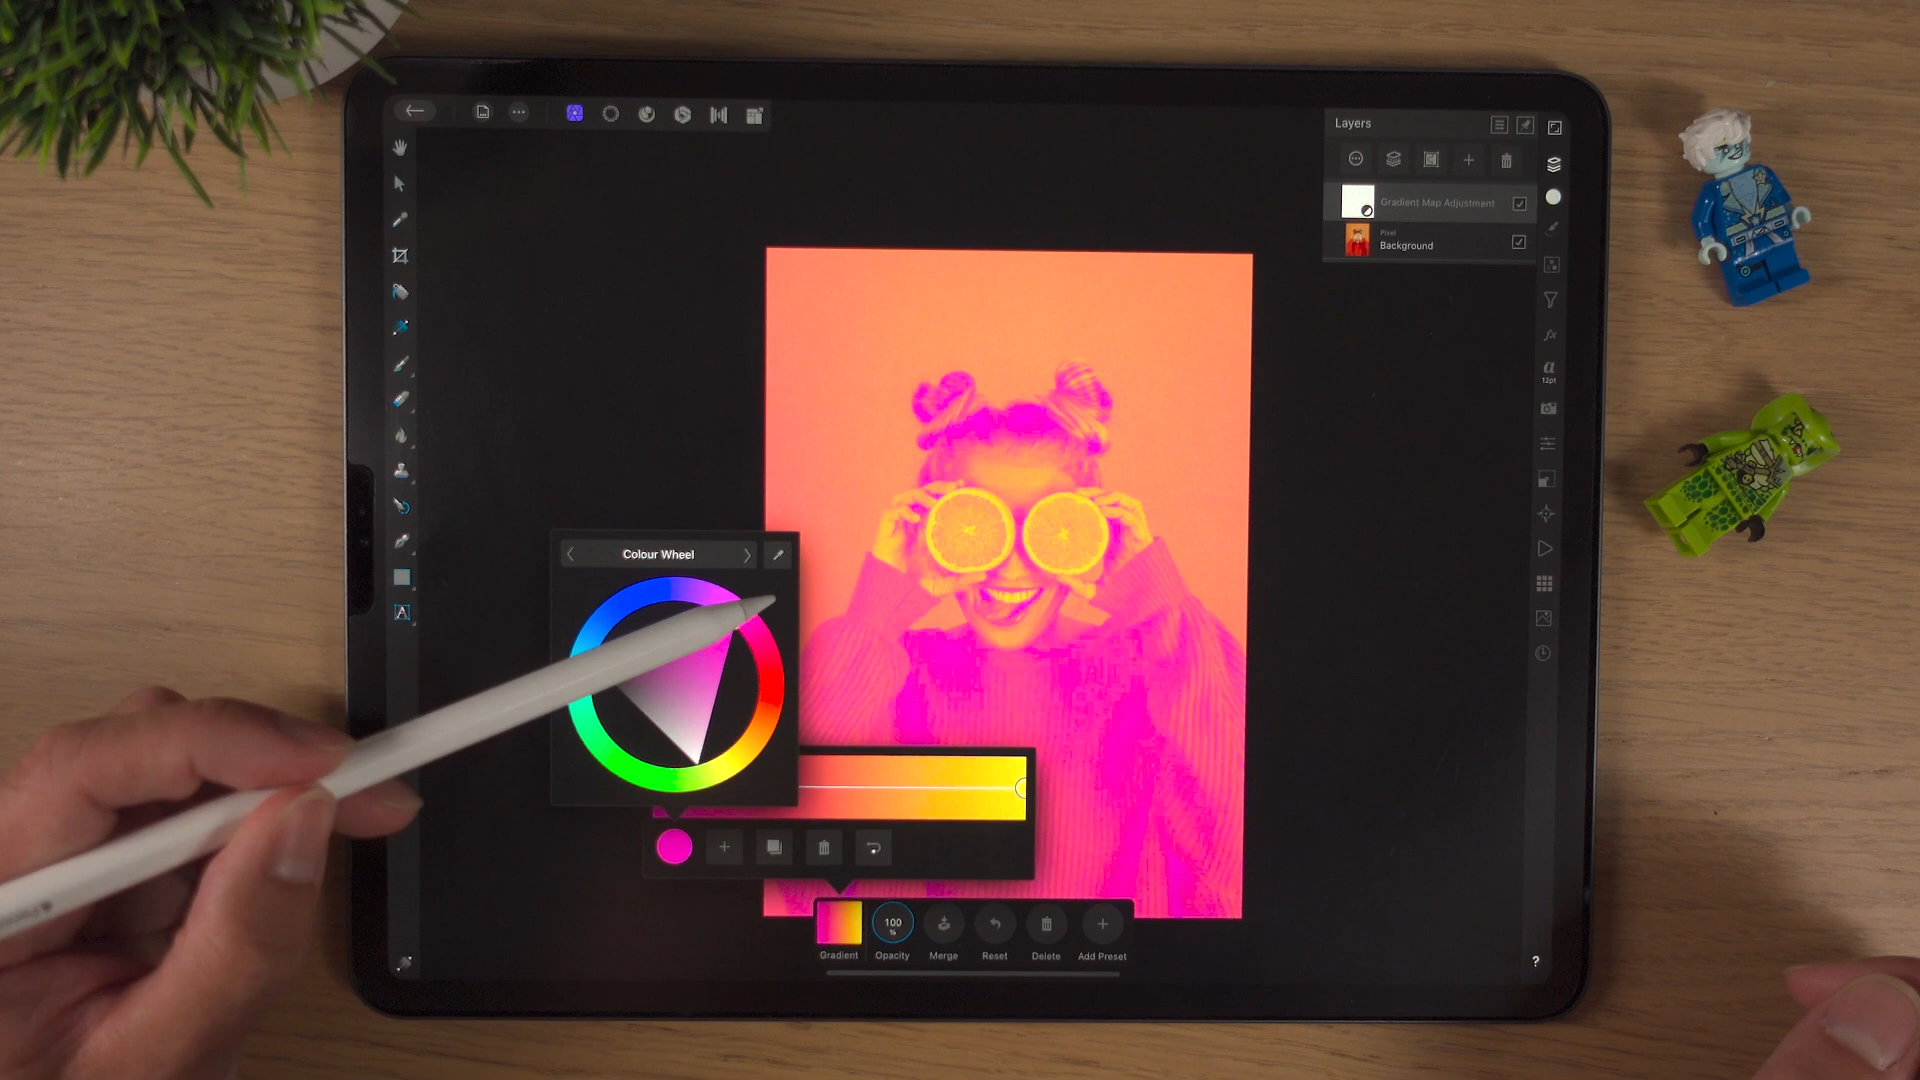 Layers
Gradient Map Adjustment
Pixel
Background
a
12pt
A
Colour Wheel
100
%
Gradient
Opacity
Merge
Reset
Delete
Add Preset
?